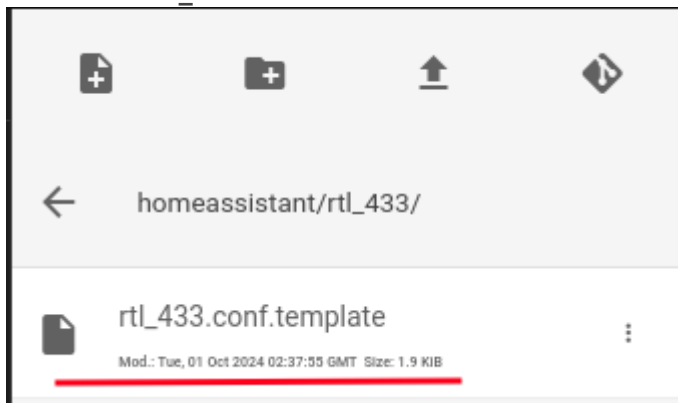 homeassistant/rtl_433/
rtl_433.conf.template
Mod.: Tue, 01 Oct 2024 02:37:55 GMT Size: 1.9 KiB